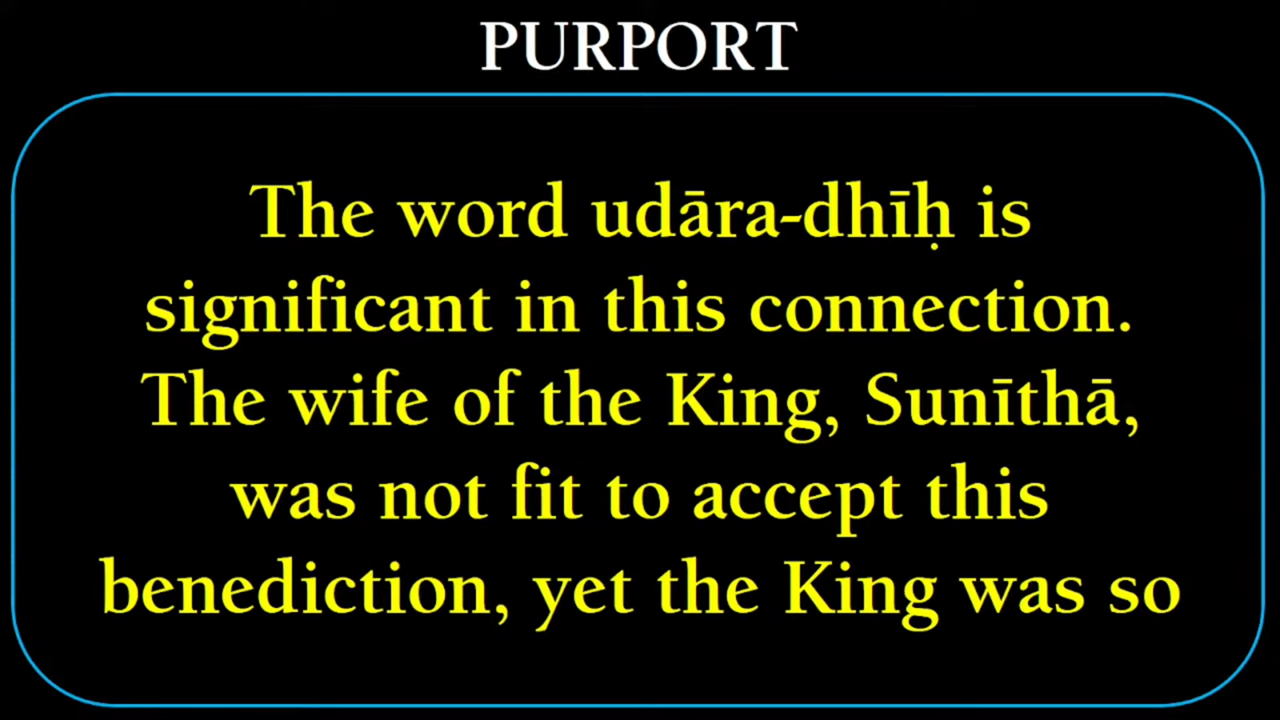 PURPORT
The word udāra-dhīḥ is
significant in this connection.
The wife of the King, Sunīthā,
was not fit to accept this
benediction, yet the King was so